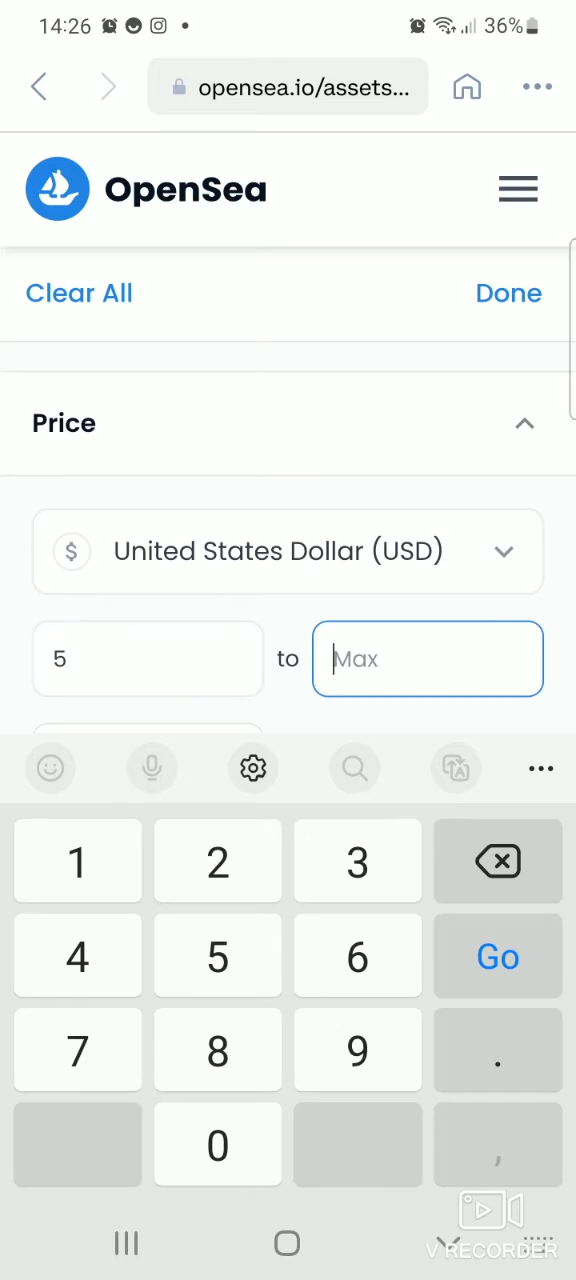 14:26 36%
opensea.io/assets...
OpenSea
Clear All Done
Price
$ United States Dollar (USD)
5 to Max
1 2 3
4 5 6 Go
7 8 9 .
0 ,
V RECORDER